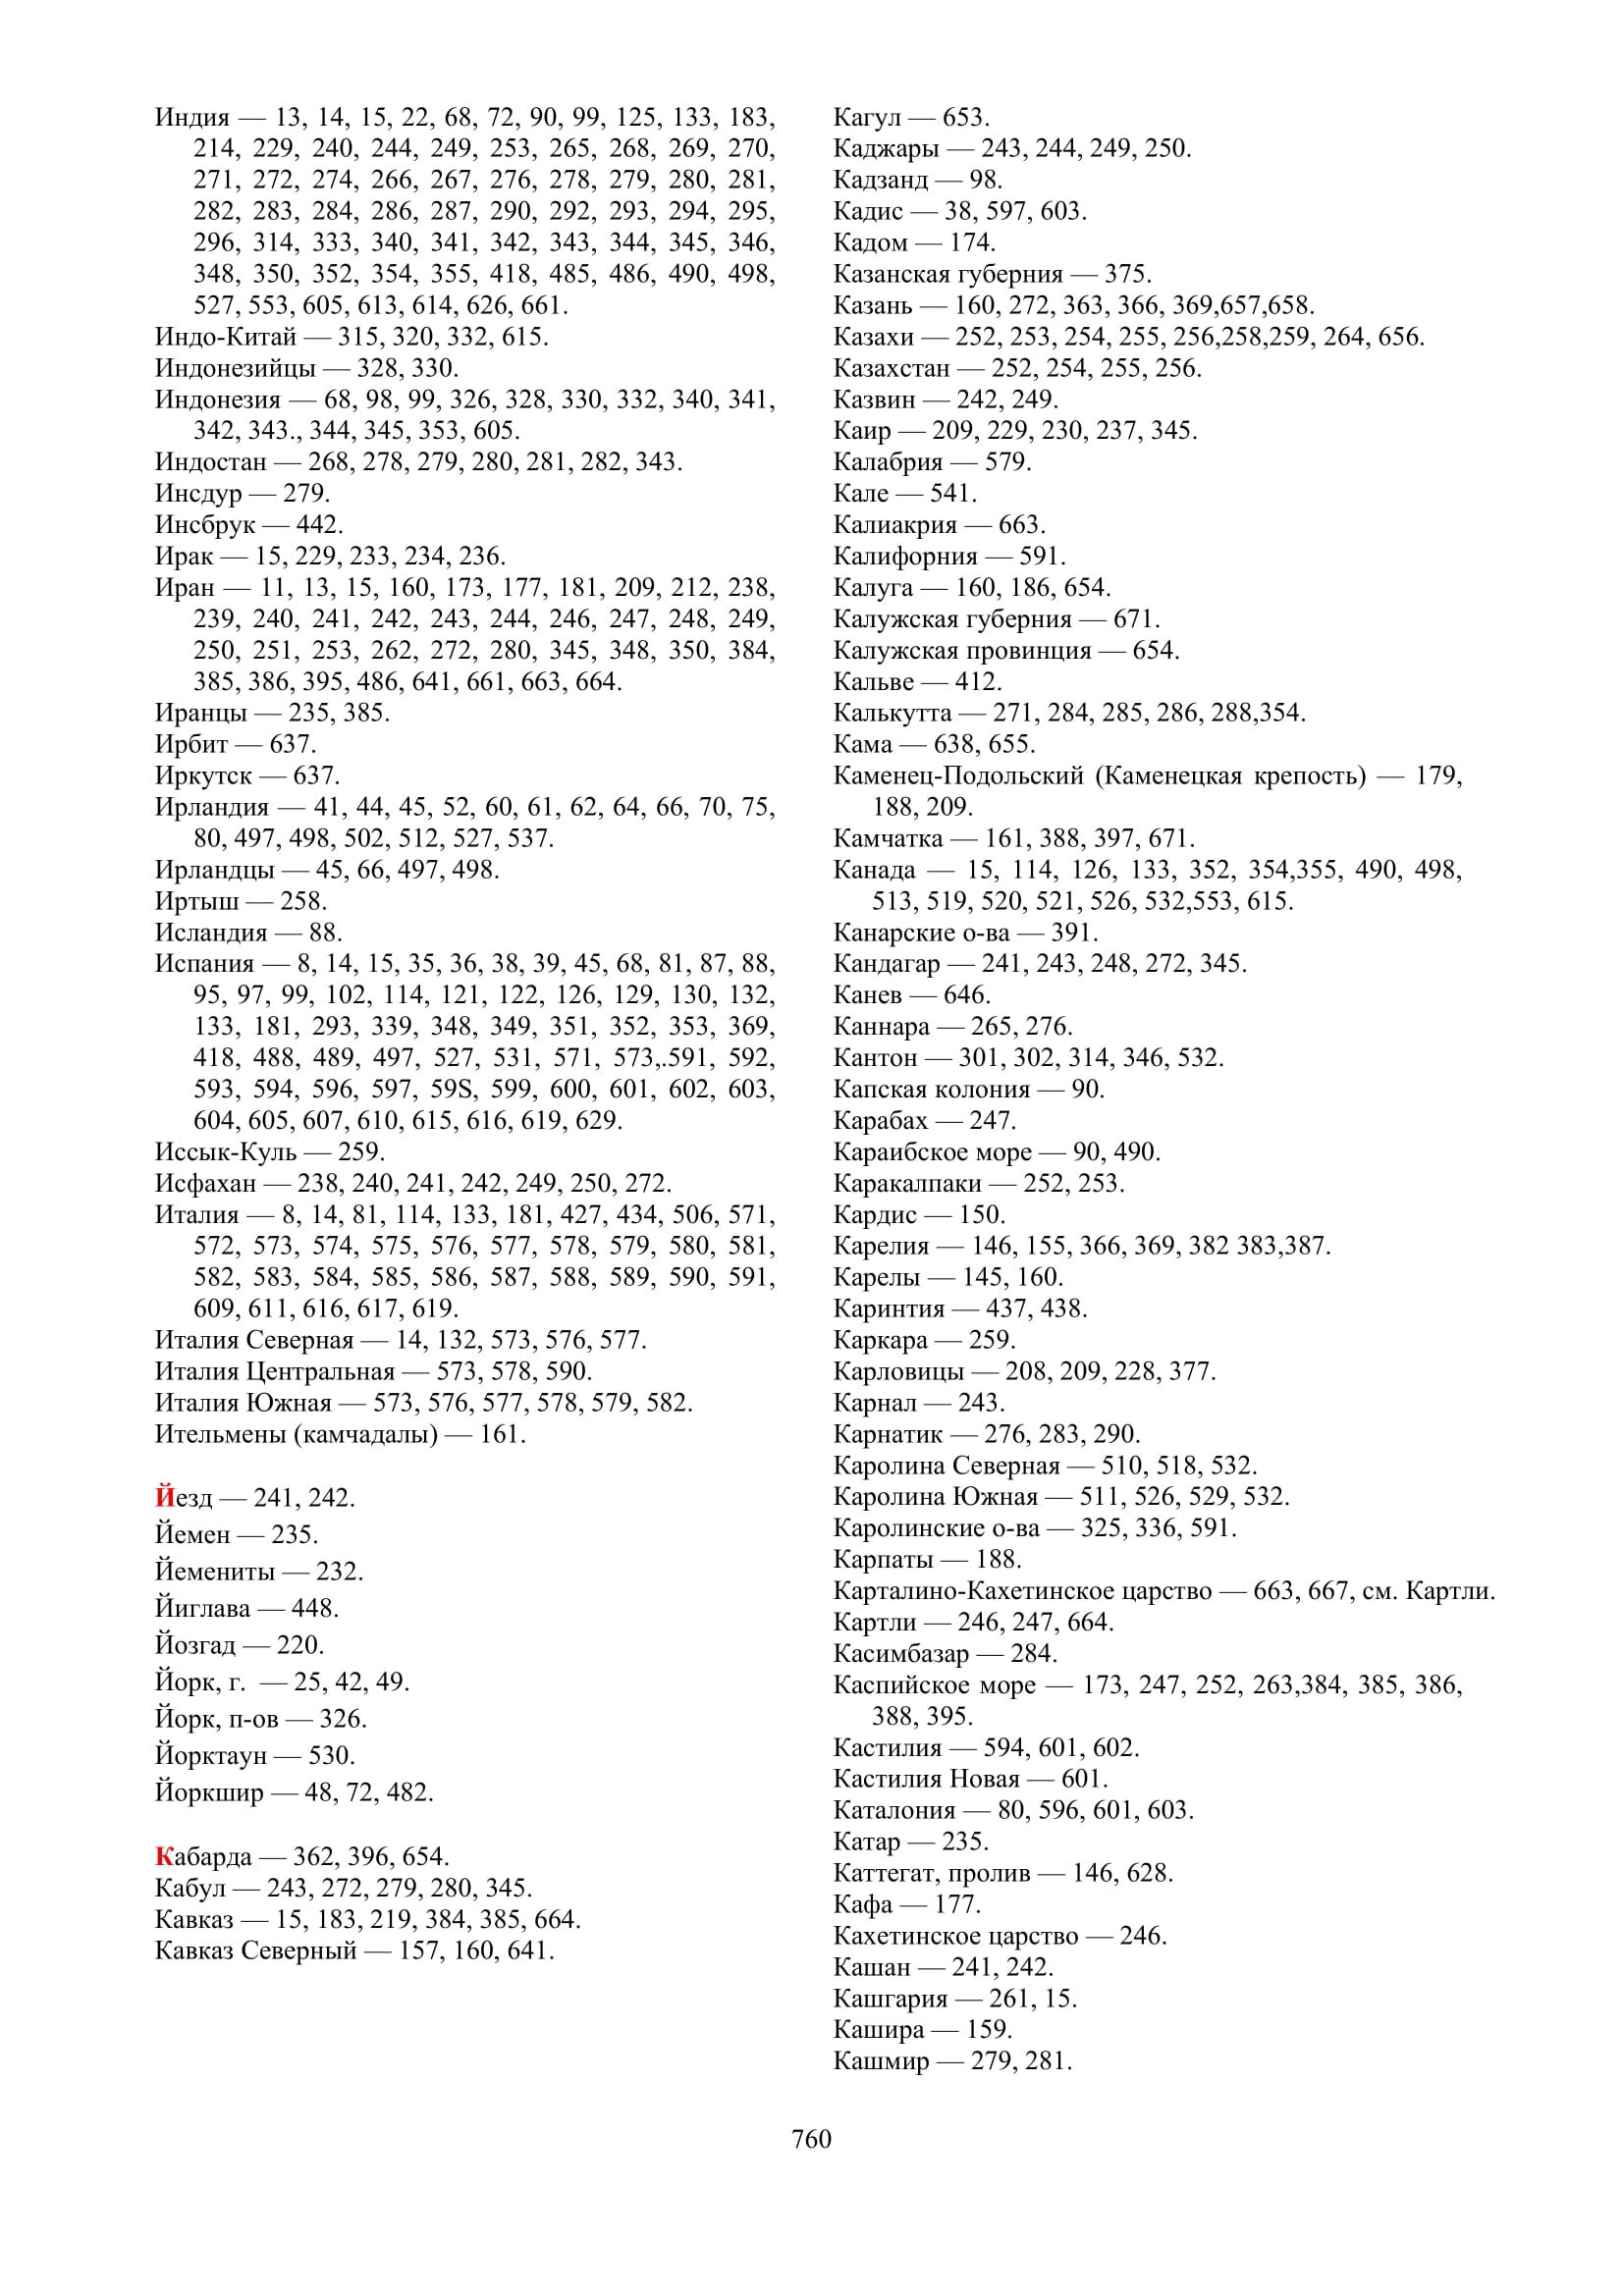 Индия — 13, 14, 15, 22, 68, 72, 90, 99, 125, 133, 183,
214, 229, 240, 244, 249, 253, 265, 268, 269, 270,
271, 272, 274, 266, 267, 276, 278, 279, 280, 281,
282, 283, 284, 286, 287, 290, 292, 293, 294, 295,
296, 314, 333, 340, 341, 342, 343, 344, 345, 346,
348, 350, 352, 354, 355, 418, 485, 486, 490, 498,
527, 553, 605, 613, 614, 626, 661.
Индо-Китай — 315, 320, 332, 615.
Индонезийцы — 328, 330.
Индонезия — 68, 98, 99, 326, 328, 330, 332, 340, 341,
342, 343., 344, 345, 353, 605.
Индостан — 268, 278, 279, 280, 281, 282, 343.
Инсдур — 279.
Инсбрук — 442.
Ирак — 15, 229, 233, 234, 236.
Иран — 11, 13, 15, 160, 173, 177, 181, 209, 212, 238,
239, 240, 241, 242, 243, 244, 246, 247, 248, 249,
250, 251, 253, 262, 272, 280, 345, 348, 350, 384,
385, 386, 395, 486, 641, 661, 663, 664.
Иранцы — 235, 385.
Ирбит — 637.
Иркутск — 637.
Ирландия — 41, 44, 45, 52, 60, 61, 62, 64, 66, 70, 75,
80, 497, 498, 502, 512, 527, 537.
Ирландцы — 45, 66, 497, 498.
Иртыш — 258.
Исландия — 88.
Испания — 8, 14, 15, 35, 36, 38, 39, 45, 68, 81, 87, 88,
95, 97, 99, 102, 114, 121, 122, 126, 129, 130, 132,
133, 181, 293, 339, 348, 349, 351, 352, 353, 369,
418, 488, 489, 497, 527, 531, 571, 573,.591, 592,
593, 594, 596, 597, 59S, 599, 600, 601, 602, 603,
604, 605, 607, 610, 615, 616, 619, 629.
Иссык-Куль — 259.
Исфахан — 238, 240, 241, 242, 249, 250, 272.
Италия — 8, 14, 81, 114, 133, 181, 427, 434, 506, 571,
572, 573, 574, 575, 576, 577, 578, 579, 580, 581,
582, 583, 584, 585, 586, 587, 588, 589, 590, 591,
609, 611, 616, 617, 619.
Италия Северная — 14, 132, 573, 576, 577.
Италия Центральная — 573, 578, 590.
Италия Южная — 573, 576, 577, 578, 579, 582.
Ительмены (камчадалы) — 161.
Йезд — 241, 242.
Йемен — 235.
Йемениты — 232.
Йиглава — 448.
Йозгад — 220.
Йорк, г. — 25, 42, 49.
Йорк, п-ов — 326.
Йорктаун — 530.
Йоркшир — 48, 72, 482.
Кабарда — 362, 396, 654.
Кабул — 243, 272, 279, 280, 345.
Кавказ — 15, 183, 219, 384, 385, 664.
Кавказ Северный — 157, 160, 641.
Кагул — 653.
Каджары — 243, 244, 249, 250.
Кадзанд — 98.
Кадис — 38, 597, 603.
Кадом — 174.
Казанская губерния — 375.
Казань — 160, 272, 363, 366, 369,657,658.
Казахи — 252, 253, 254, 255, 256,258,259, 264, 656.
Казахстан — 252, 254, 255, 256.
Казвин — 242, 249.
Каир — 209, 229, 230, 237, 345.
Калабрия — 579.
Кале — 541.
Калиакрия — 663.
Калифорния — 591.
Калуга — 160, 186, 654.
Калужская губерния — 671.
Калужская провинция — 654.
Кальве — 412.
Калькутта — 271, 284, 285, 286, 288,354.
Кама — 638, 655.
Каменец-Подольский (Каменецкая крепость) — 179,
188, 209.
Камчатка — 161, 388, 397, 671.
Канада — 15, 114, 126, 133, 352, 354,355, 490, 498,
513, 519, 520, 521, 526, 532,553, 615.
Канарские о-ва — 391.
Кандагар — 241, 243, 248, 272, 345.
Канев — 646.
Каннара — 265, 276.
Кантон — 301, 302, 314, 346, 532.
Капская колония — 90.
Карабах — 247.
Караибское море — 90, 490.
Каракалпаки — 252, 253.
Кардис — 150.
Карелия — 146, 155, 366, 369, 382 383,387.
Карелы — 145, 160.
Каринтия — 437, 438.
Каркара — 259.
Карловицы — 208, 209, 228, 377.
Карнал — 243.
Карнатик — 276, 283, 290.
Каролина Северная — 510, 518, 532.
Каролина Южная — 511, 526, 529, 532.
Каролинские о-ва — 325, 336, 591.
Карпаты — 188.
Карталино-Кахетинское царство — 663, 667, см. Картли.
Картли — 246, 247, 664.
Касимбазар — 284.
Каспийское море — 173, 247, 252, 263,384, 385, 386,
388, 395.
Кастилия — 594, 601, 602.
Кастилия Новая — 601.
Каталония — 80, 596, 601, 603.
Катар — 235.
Каттегат, пролив — 146, 628.
Кафа — 177.
Кахетинское царство — 246.
Кашан — 241, 242.
Кашгария — 261, 15.
Кашира — 159.
Кашмир — 279, 281.
760